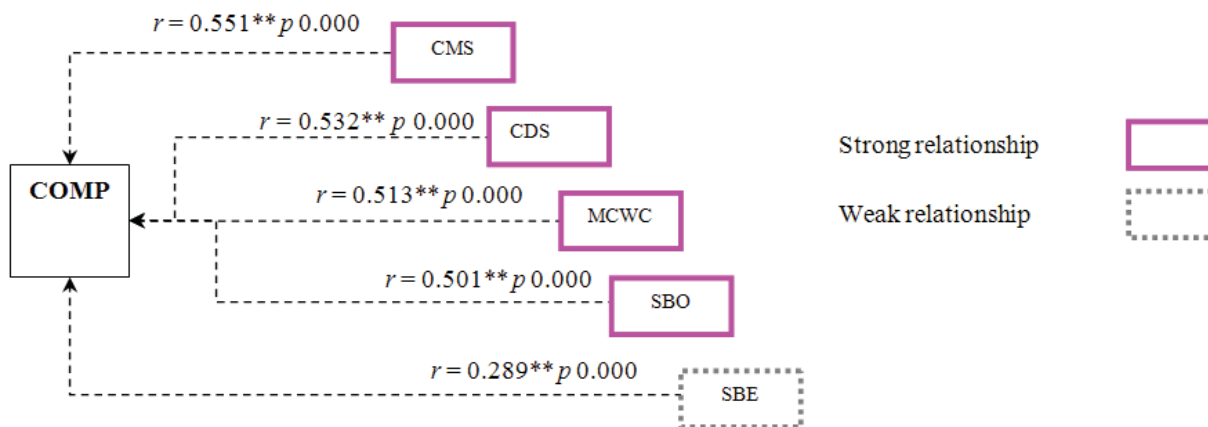 r = 0.551** p 0.000
CMS
r = 0.532** p 0.000
CDS
Strong relationship
COMP
r = 0.513** p 0.000
MCWC
Weak relationship
r = 0.501** p 0.000
SBO
r = 0.289** p 0.000
SBE